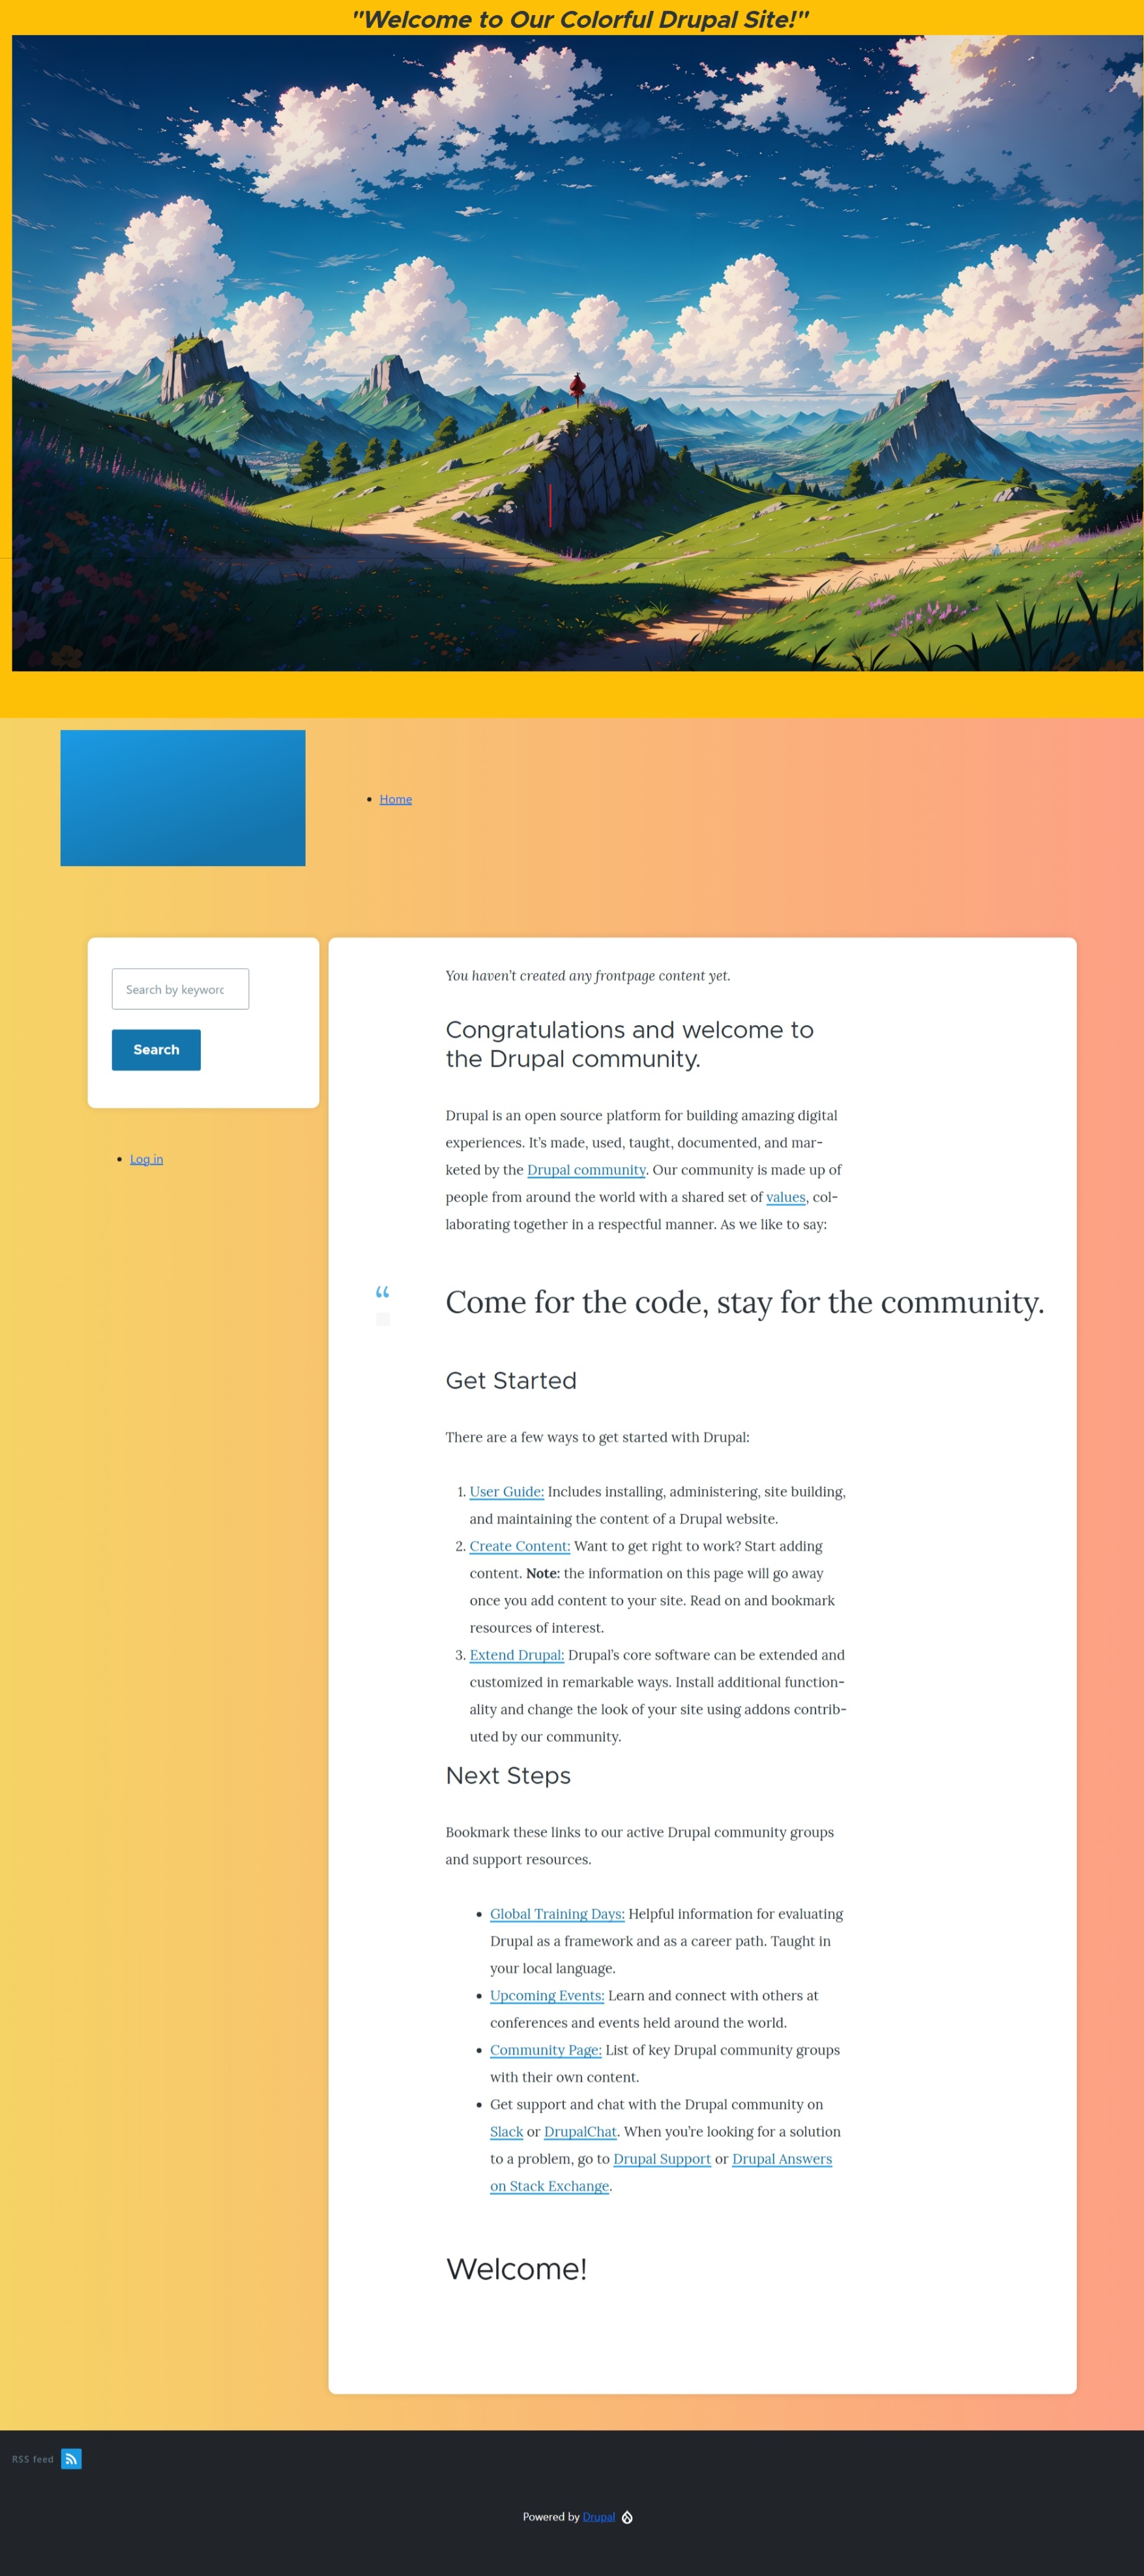 "Welcome to Our Colorful Drupal Site!"
Home
Search by keyword
Search
Log in
You haven't created any frontpage content yet.
Congratulations and welcome to
the Drupal community.
Drupal is an open source platform for building amazing digital
experiences. It's made, used, taught, documented, and mar-
keted by the Drupal community. Our community is made up of
people from around the world with a shared set of values, col-
laborating together in a respectful manner. As we like to say:
“
Come for the code, stay for the community.
Get Started
There are a few ways to get started with Drupal:
1. User Guide: Includes installing, administering, site building,
and maintaining the content of a Drupal website.
2. Create Content: Want to get right to work? Start adding
content. Note: the information on this page will go away
once you add content to your site. Read on and bookmark
resources of interest.
3. Extend Drupal: Drupal's core software can be extended and
customized in remarkable ways. Install additional function-
ality and change the look of your site using addons contrib-
uted by our community.
Next Steps
Bookmark these links to our active Drupal community groups
and support resources.
Global Training Days: Helpful information for evaluating
Drupal as a framework and as a career path. Taught in
your local language.
Upcoming Events: Learn and connect with others at
conferences and events held around the world.
Community Page: List of key Drupal community groups
with their own content.
Get support and chat with the Drupal community on
Slack or DrupalChat. When you're looking for a solution
to a problem, go to Drupal Support or Drupal Answers
on Stack Exchange.
Welcome!
RSS feed
Powered by Drupal